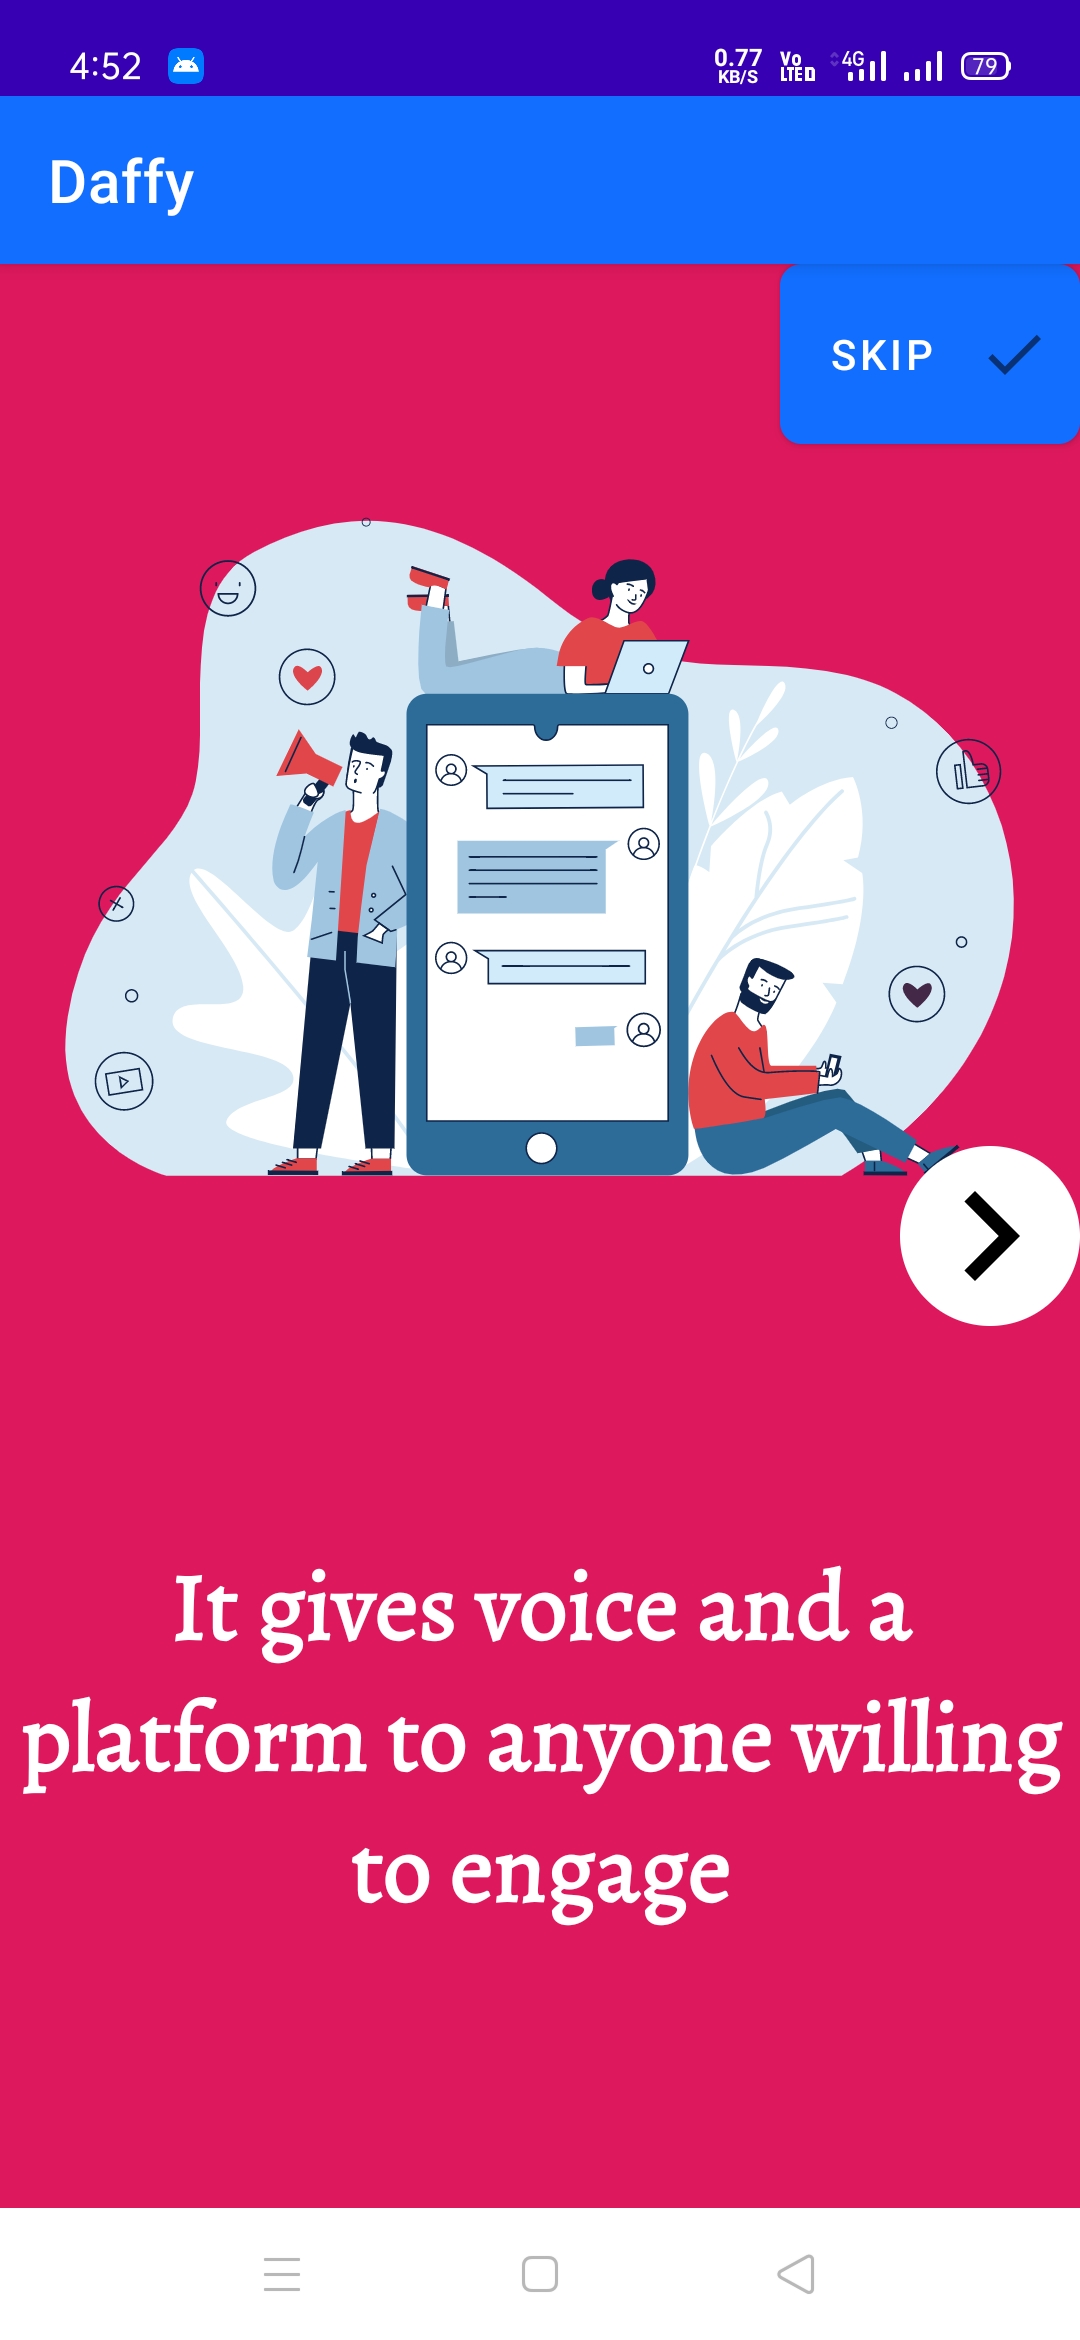 4:52
0.77
KB/S
Vo
LTE
4G
79
Daffy
SKIP
It gives voice and a
platform to anyone willing
to engage